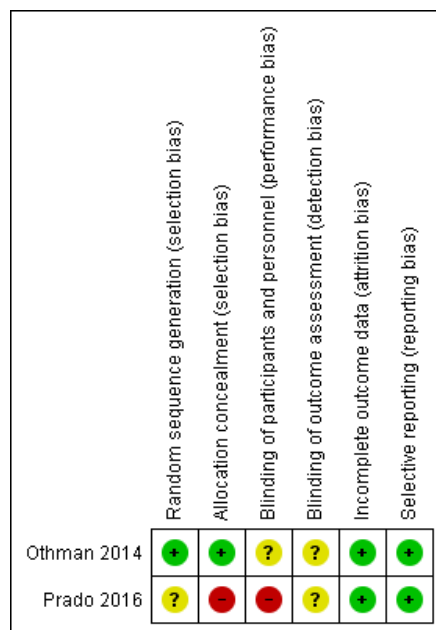 Random sequence generation (selection bias)
Allocation concealment (selection bias)
Blinding of participants and personnel (performance bias)
Blinding of outcome assessment (detection bias)
Incomplete outcome data (attrition bias)
Selective reporting (reporting bias)
Othman 2014 + + ? ? + +
Prado 2016 ? - - ? + +